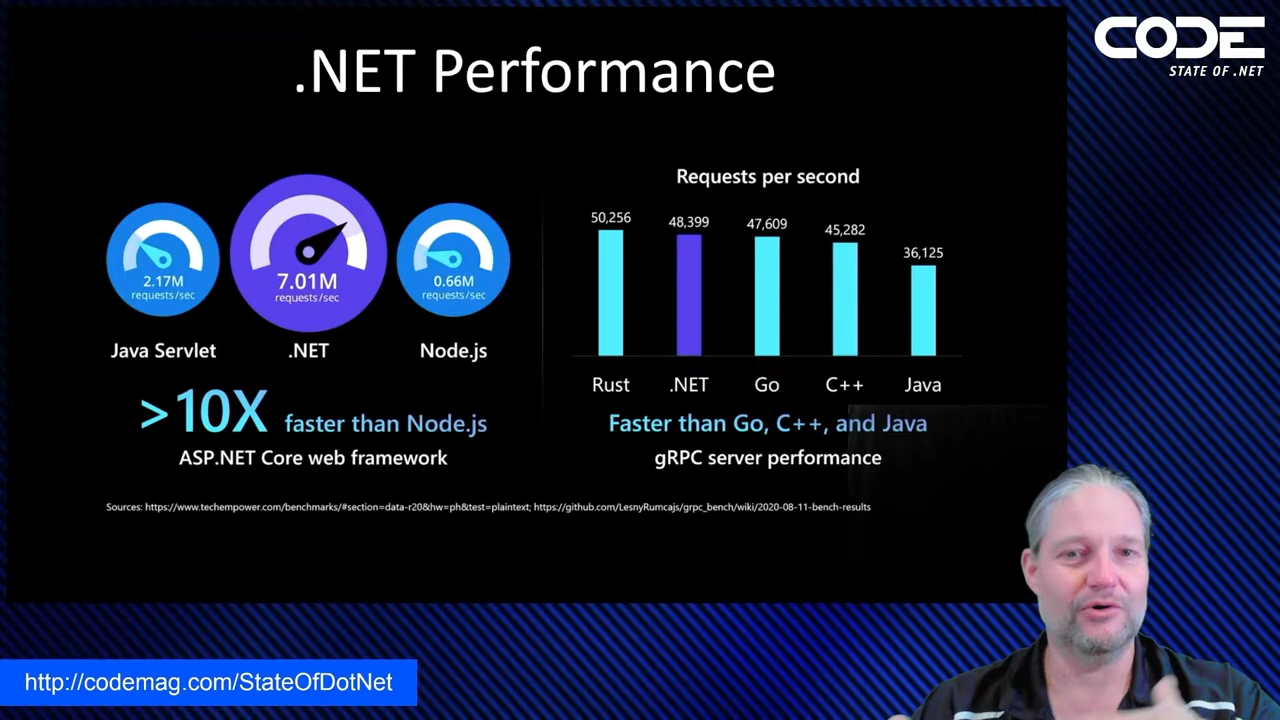 CODE
STATE OF .NET
.NET Performance
2.17M
requests/sec
Java Servlet
7.01M
requests/sec
.NET
0.66M
requests/sec
Node.js
>10X faster than Node.js
ASP.NET Core web framework
Requests per second
50,256
48,399
47,609
45,282
36,125
Rust
.NET
Go
C++
Java
Faster than Go, C++, and Java
gRPC server performance
Sources: https://www.techempower.com/benchmarks/#section=data-r20&hw=ph&test=plaintext; https://github.com/LesnyRumcajs/grpc_bench/wiki/2020-08-11-bench-results
http://codemag.com/StateOfDotNet